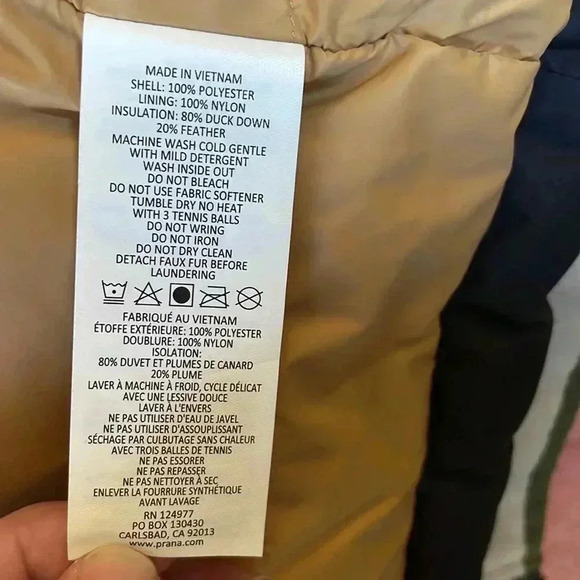 MADE IN VIETNAM
SHELL: 100% POLYESTER
LINING: 100% NYLON
INSULATION: 80% DUCK DOWN
20% FEATHER
MACHINE WASH COLD GENTLE
WITH MILD DETERGENT
WASH INSIDE OUT
DO NOT BLEACH
DO NOT USE FABRIC SOFTENER
TUMBLE DRY NO HEAT
WITH 3 TENNIS BALLS
DO NOT WRING
DO NOT IRON
DO NOT DRY CLEAN
DETACH FAUX FUR BEFORE
LAUNDERING
FABRIQUÉ AU VIETNAM
ÉTOFFE EXTÉRIEURE: 100% POLYESTER
DOUBLURE: 100% NYLON
ISOLATION:
80% DUVET ET PLUMES DE CANARD
20% PLUME
LAVER À MACHINE À FROID, CYCLE DÉLICAT
AVEC UNE LESSIVE DOUCE
LAVER À L'ENVERS
NE PAS UTILISER D'EAU DE JAVEL
NE PAS UTILISER D'ASSOUPLISSANT
SÉCHAGE PAR CULBUTAGE SANS CHALEUR
AVEC TROIS BALLES DE TENNIS
NE PAS ESSORER
NE PAS REPASSER
NE PAS NETTOYER À SEC
ENLEVER LA FOURRURE SYNTHÉTIQUE
AVANT LAVAGE
RN 124977
PO BOX 130430
CARLSBAD, CA 92013
www.prana.com